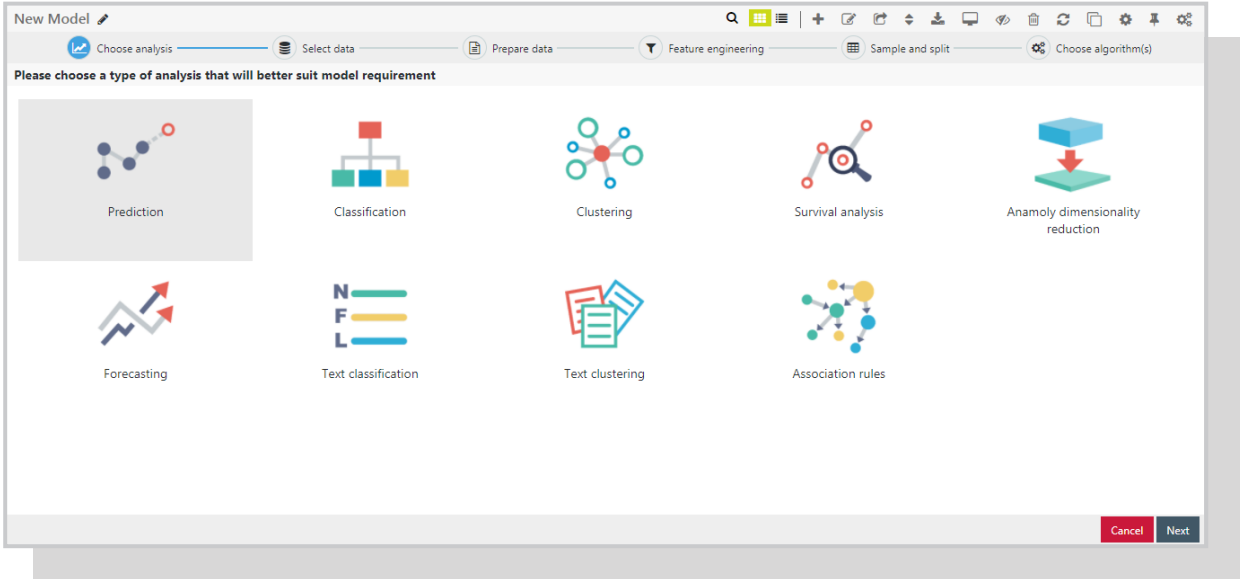 New Model
Choose analysis
Select data
Prepare data
Feature engineering
Sample and split
Choose algorithm(s)
Please choose a type of analysis that will better suit model requirement
Prediction
Classification
Clustering
Survival analysis
Anamoly dimensionality
reduction
N
F
L
Forecasting
Text classification
Text clustering
Association rules
Cancel
Next